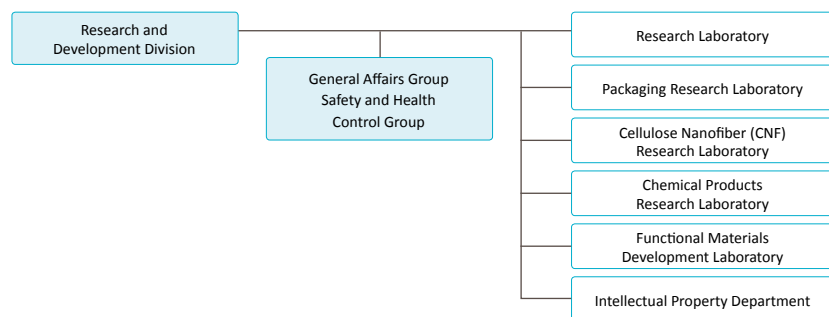 Research and
Development Division
General Affairs Group
Safety and Health
Control Group
Research Laboratory
Packaging Research Laboratory
Cellulose Nanofiber (CNF)
Research Laboratory
Chemical Products
Research Laboratory
Functional Materials
Development Laboratory
Intellectual Property Department